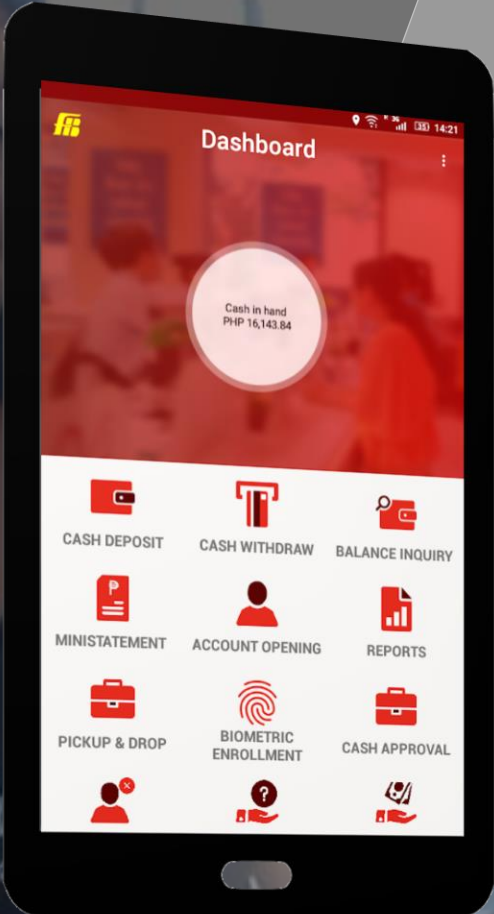 14:21
Dashboard
Cash in hand
PHP 16,143.84
CASH DEPOSIT
CASH WITHDRAW
BALANCE INQUIRY
MINISTATEMENT
ACCOUNT OPENING
REPORTS
PICKUP & DROP
BIOMETRIC
ENROLLMENT
CASH APPROVAL